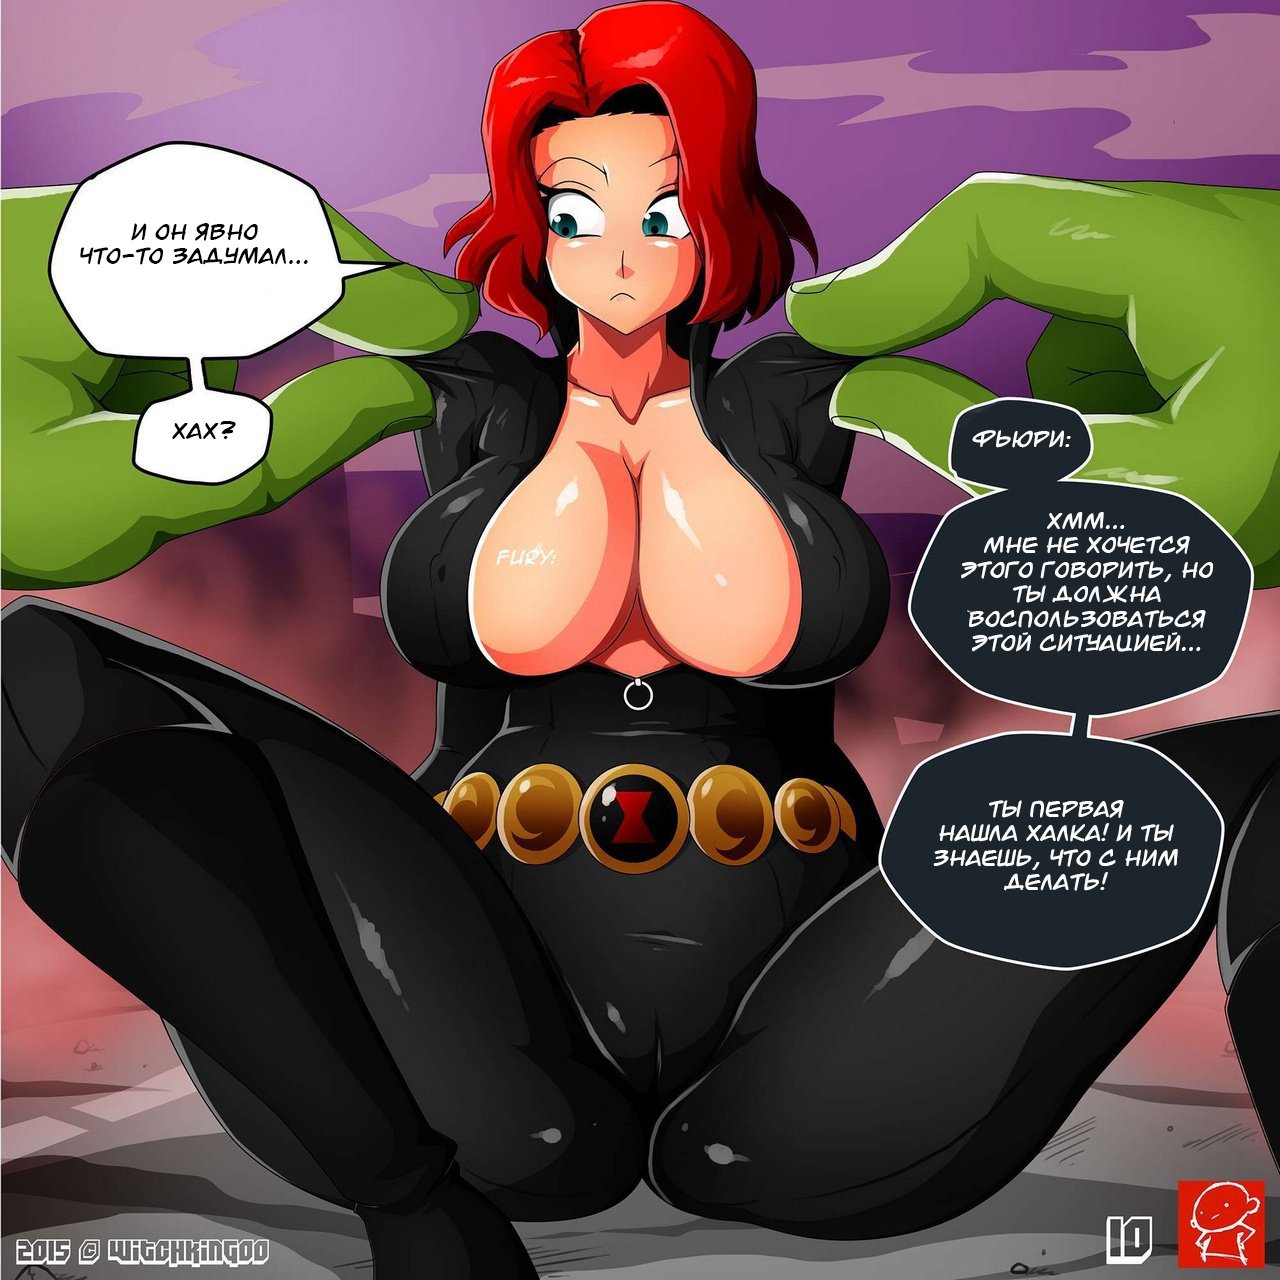 И ОН ЯВНО
ЧТО-ТО ЗАДУМАЛ...
ХАХ?
ФЬЮРИ:
ХММ...
МНЕ НЕ ХОЧЕТСЯ
ЭТОГО ГОВОРИТЬ, НО
ТЫ ДОЛЖНА
ВОСПОЛЬЗОВАТЬСЯ
ЭТОЙ СИТУАЦИЕЙ...
FURY:
ТЫ ПЕРВАЯ
НАШЛА ХАЛКА! И ТЫ
ЗНАЕШЬ, ЧТО С НИМ
ДЕЛАТЬ!
2015 © WITCHKING00
10